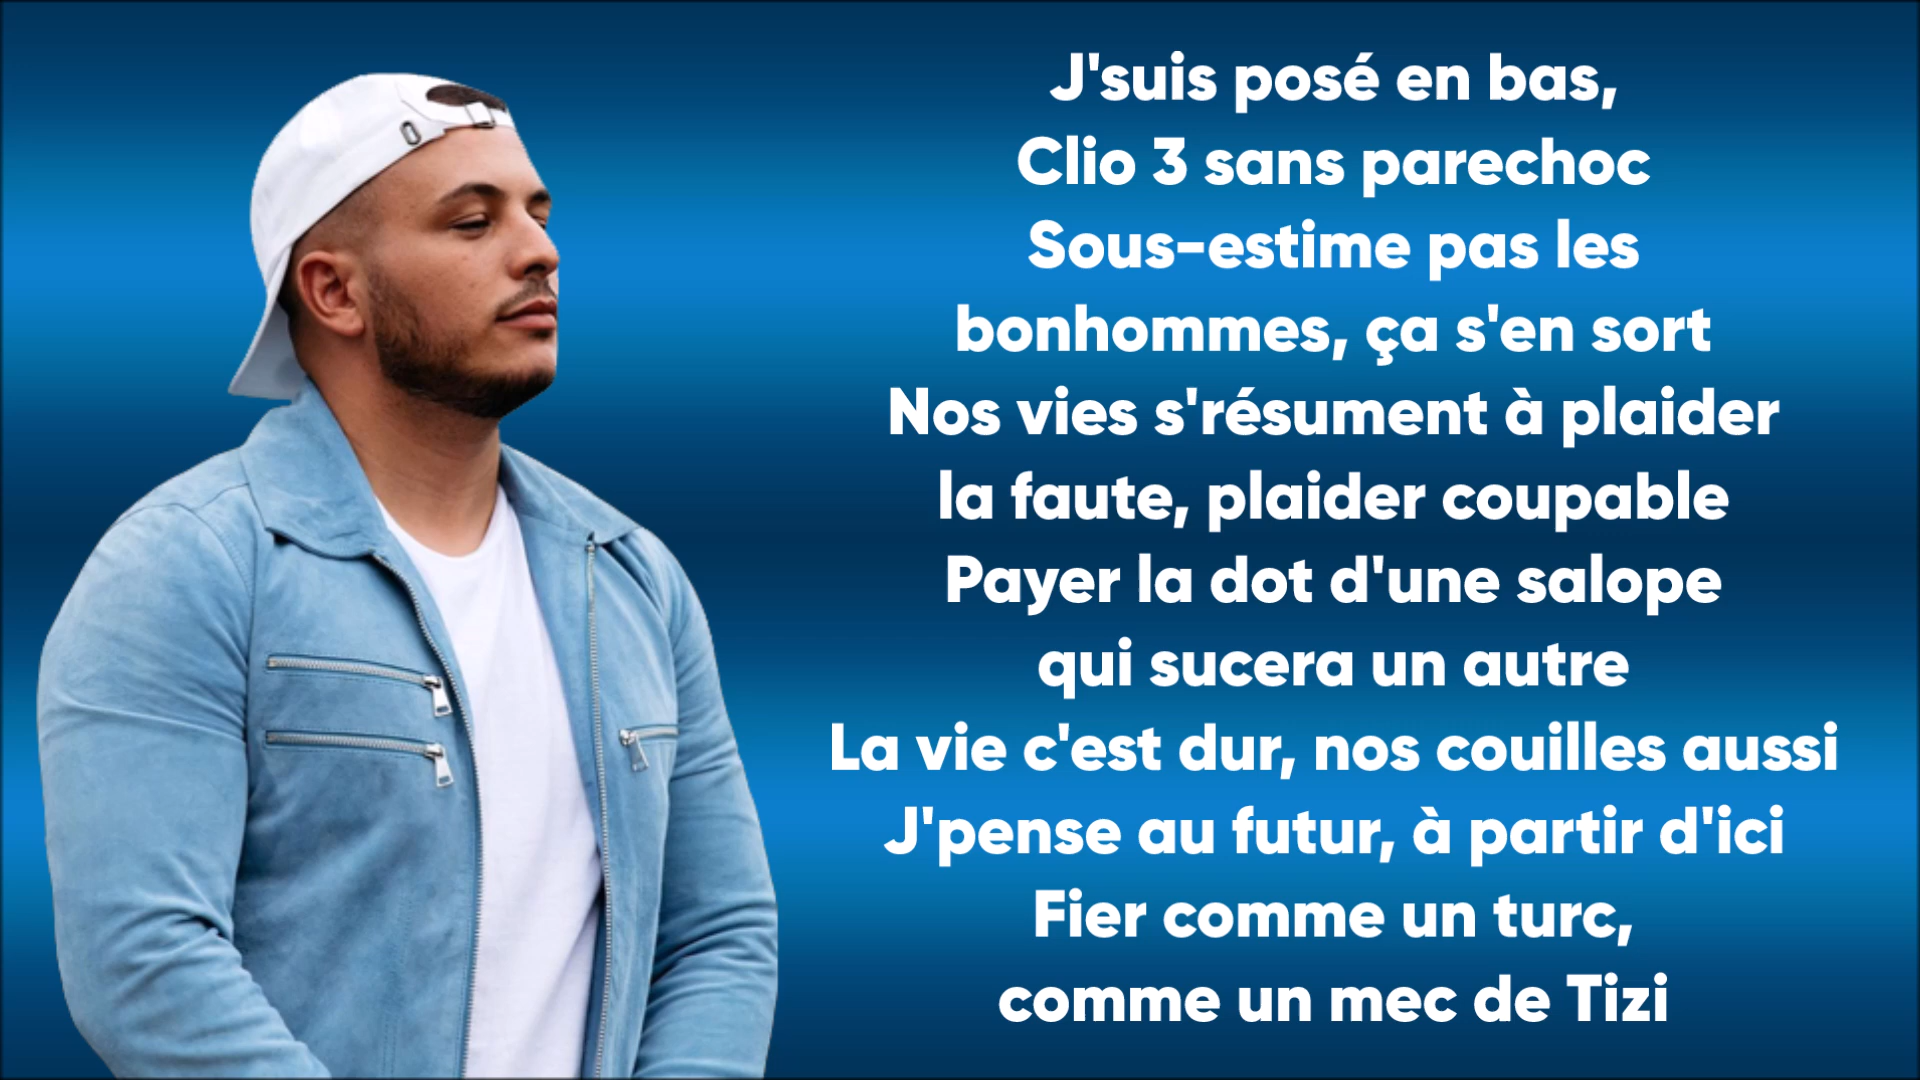 J'suis posé en bas,
Clio 3 sans parechoc
Sous-estime pas les
bonhommes, ça s'en sort
Nos vies s'résument à plaider
la faute, plaider coupable
Payer la dot d'une salope
qui sucera un autre
La vie c'est dur, nos couilles aussi
J'pense au futur, à partir d'ici
Fier comme un turc,
comme un mec de Tizi